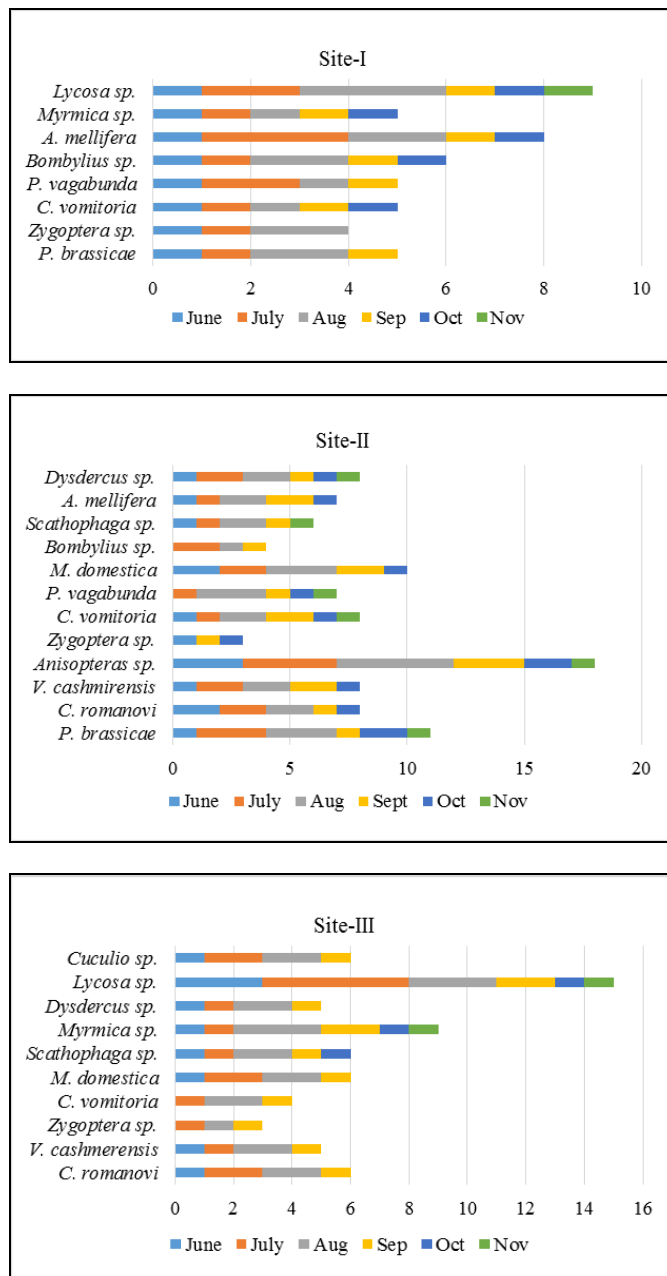 Site-I
Lycosa sp.
Myrmica sp.
A. mellifera
Bombylius sp.
P. vagabunda
C. vomitoria
Zygoptera sp.
P. brassicae
0 2 4 6 8 10
June July Aug Sep Oct Nov
Site-II
Dysdercus sp.
A. mellifera
Scathophaga sp.
Bombylius sp.
M. domestica
P. vagabunda
C. vomitoria
Zygoptera sp.
Anisopteras sp.
V. cashmirensis
C. romanovi
P. brassicae
0 5 10 15 20
June July Aug Sept Oct Nov
Site-III
Cuculio sp.
Lycosa sp.
Dysdercus sp.
Myrmica sp.
Scathophaga sp.
M. domestica
C. vomitoria
Zygoptera sp.
V. cashmerensis
C. romanovi
0 2 4 6 8 10 12 14 16
June July Aug Sep Oct Nov